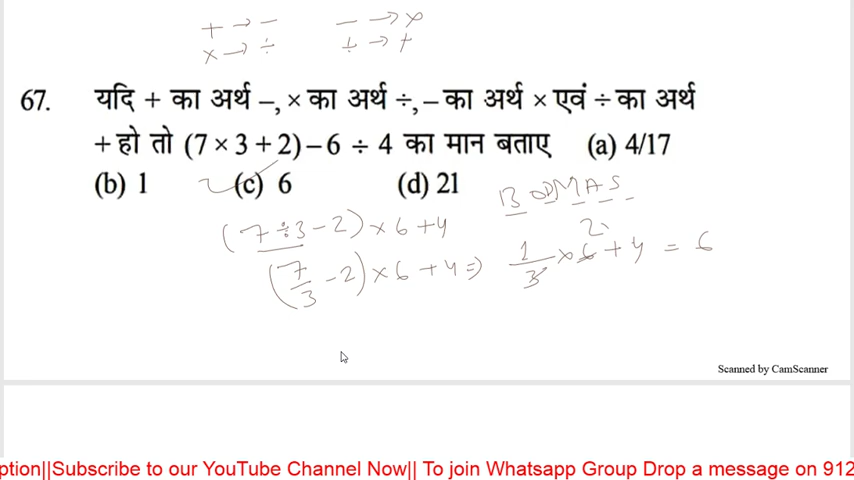 + → − − → ×
× → ÷ ÷ → +
67. यदि + का अर्थ –, × का अर्थ ÷, – का अर्थ × एवं ÷ का अर्थ
+ हो तो (7 × 3 + 2) – 6 ÷ 4 का मान बताए (a) 4/17
(b) 1 (c) 6 (d) 21
BODMAS
(7 ÷ 3 − 2) × 6 + 4
(7/3 − 2) × 6 + 4 ⇒ 1/3 × 6 + 4 = 6
2
Scanned by CamScanner
ption||Subscribe to our YouTube Channel Now|| To join Whatsapp Group Drop a message on 912